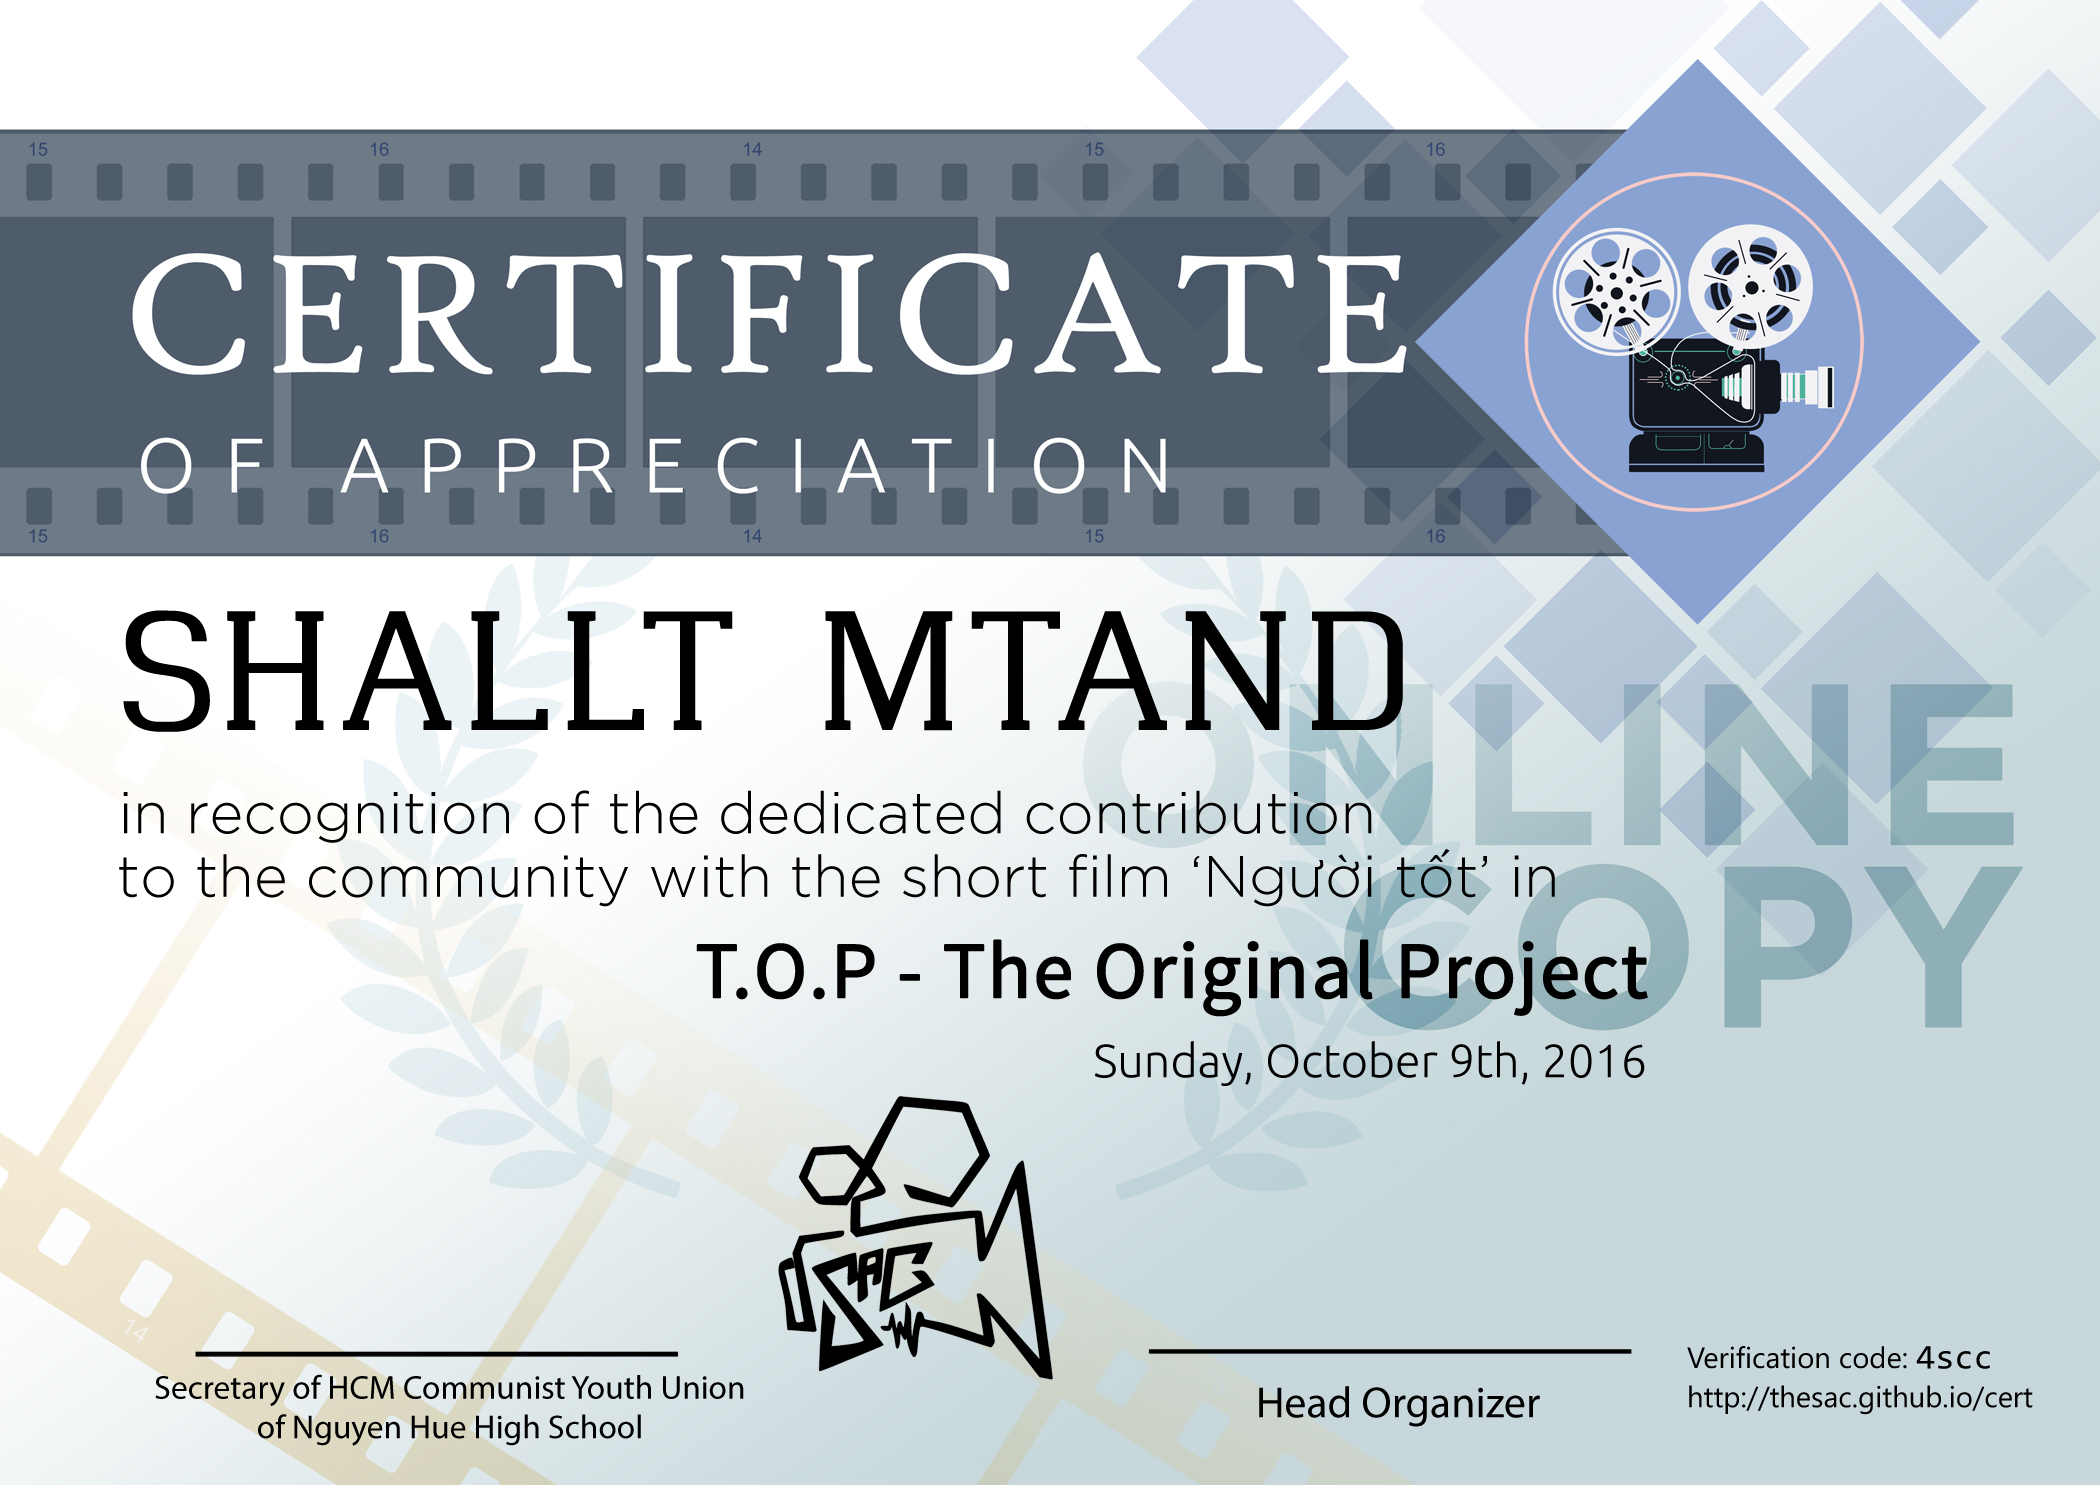 15 16 14 15 16
CERTIFICATE
OF APPRECIATION
15 16 14 15 16
SHALLT MTAND
in recognition of the dedicated contribution
to the community with the short film ‘Người tốt’ in
T.O.P - The Original Project
Sunday, October 9th, 2016
ONLINE
COPY
SAC
14
Secretary of HCM Communist Youth Union
of Nguyen Hue High School
Head Organizer
Verification code: 4scc
http://thesac.github.io/cert